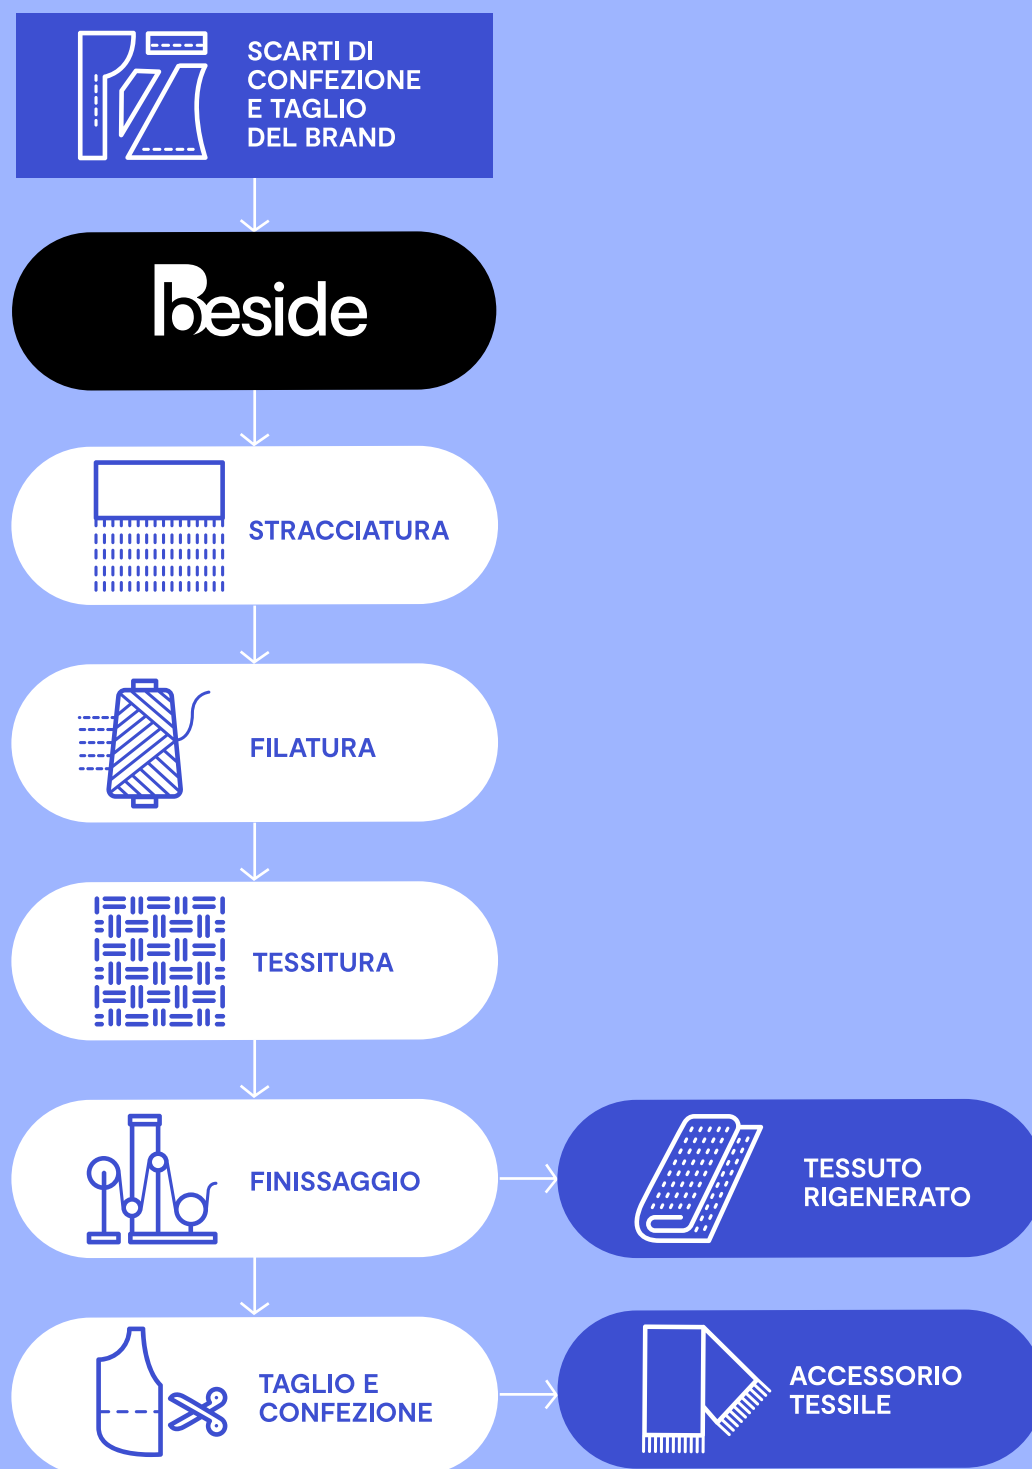 SCARTI DI
CONFEZIONE
E TAGLIO
DEL BRAND
Beside
STRACCIATURA
FILATURA
TESSITURA
FINISSAGGIO
TESSUTO
RIGENERATO
TAGLIO E
CONFEZIONE
ACCESSORIO
TESSILE